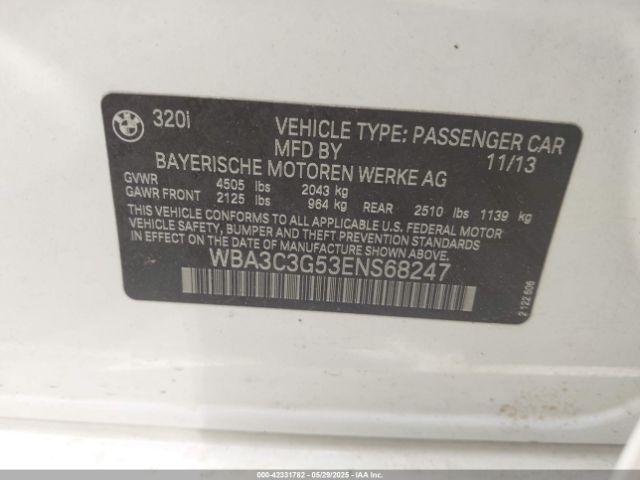 BMW
320i
VEHICLE TYPE: PASSENGER CAR
MFD BY 11/13
BAYERISCHE MOTOREN WERKE AG
GVWR 4505 lbs 2043 kg
GAWR FRONT 2125 lbs 964 kg REAR 2510 lbs 1139 kg
THIS VEHICLE CONFORMS TO ALL APPLICABLE U.S. FEDERAL MOTOR
VEHICLE SAFETY, BUMPER, AND THEFT PREVENTION STANDARDS IN
EFFECT ON THE DATE OF MANUFACTURE SHOWN ABOVE.
WBA3C3G53ENS68247
2 122 606
00-42331782 - 05/29/2025 - IAA Inc.